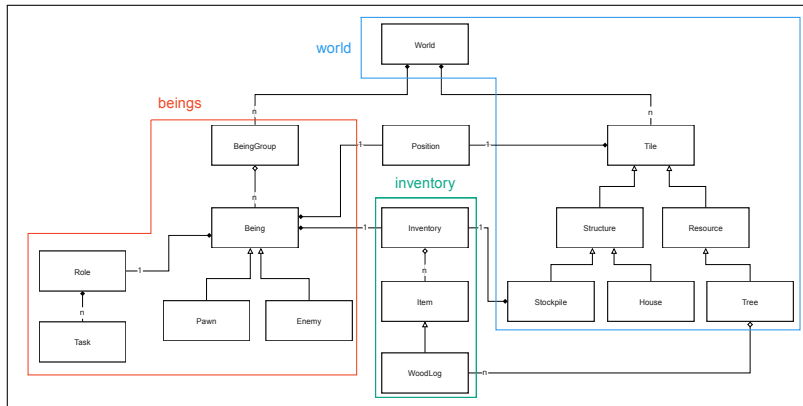 World
world
beings
n
n
BeingGroup
Position
Tile
1
1
inventory
n
Being
Inventory
Structure
Resource
1
1
Role
1
n
Item
Stockpile
House
Tree
Pawn
Enemy
n
Task
WoodLog
n